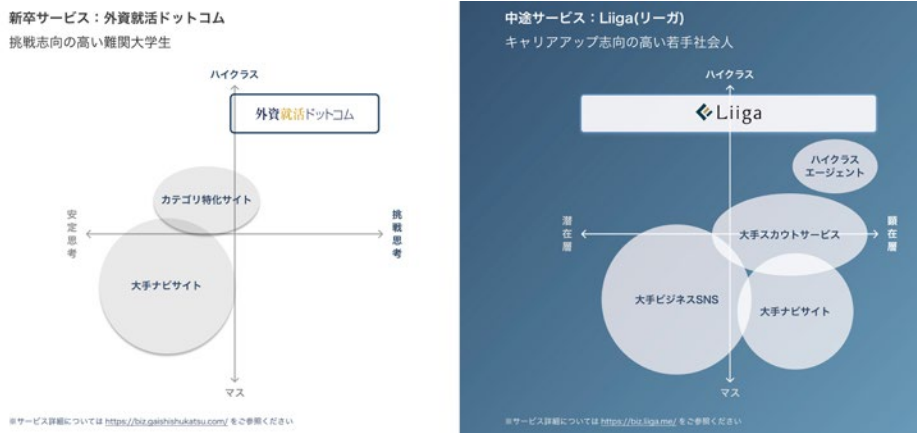 新卒サービス：外資就活ドットコム
挑戦志向の高い難関大学生
ハイクラス
外資就活ドットコム
カテゴリ特化サイト
安定思考
挑戦思考
大手ナビサイト
マス
※サービス詳細については https://biz.gaishishukatsu.com/ をご参照ください
中途サービス：Liiga(リーガ)
キャリアアップ志向の高い若手社会人
ハイクラス
Liiga
ハイクラス
エージェント
潜在層
顕在層
大手スカウトサービス
大手ビジネスSNS
大手ナビサイト
マス
※サービス詳細については https://biz.liiga.me/ をご参照ください